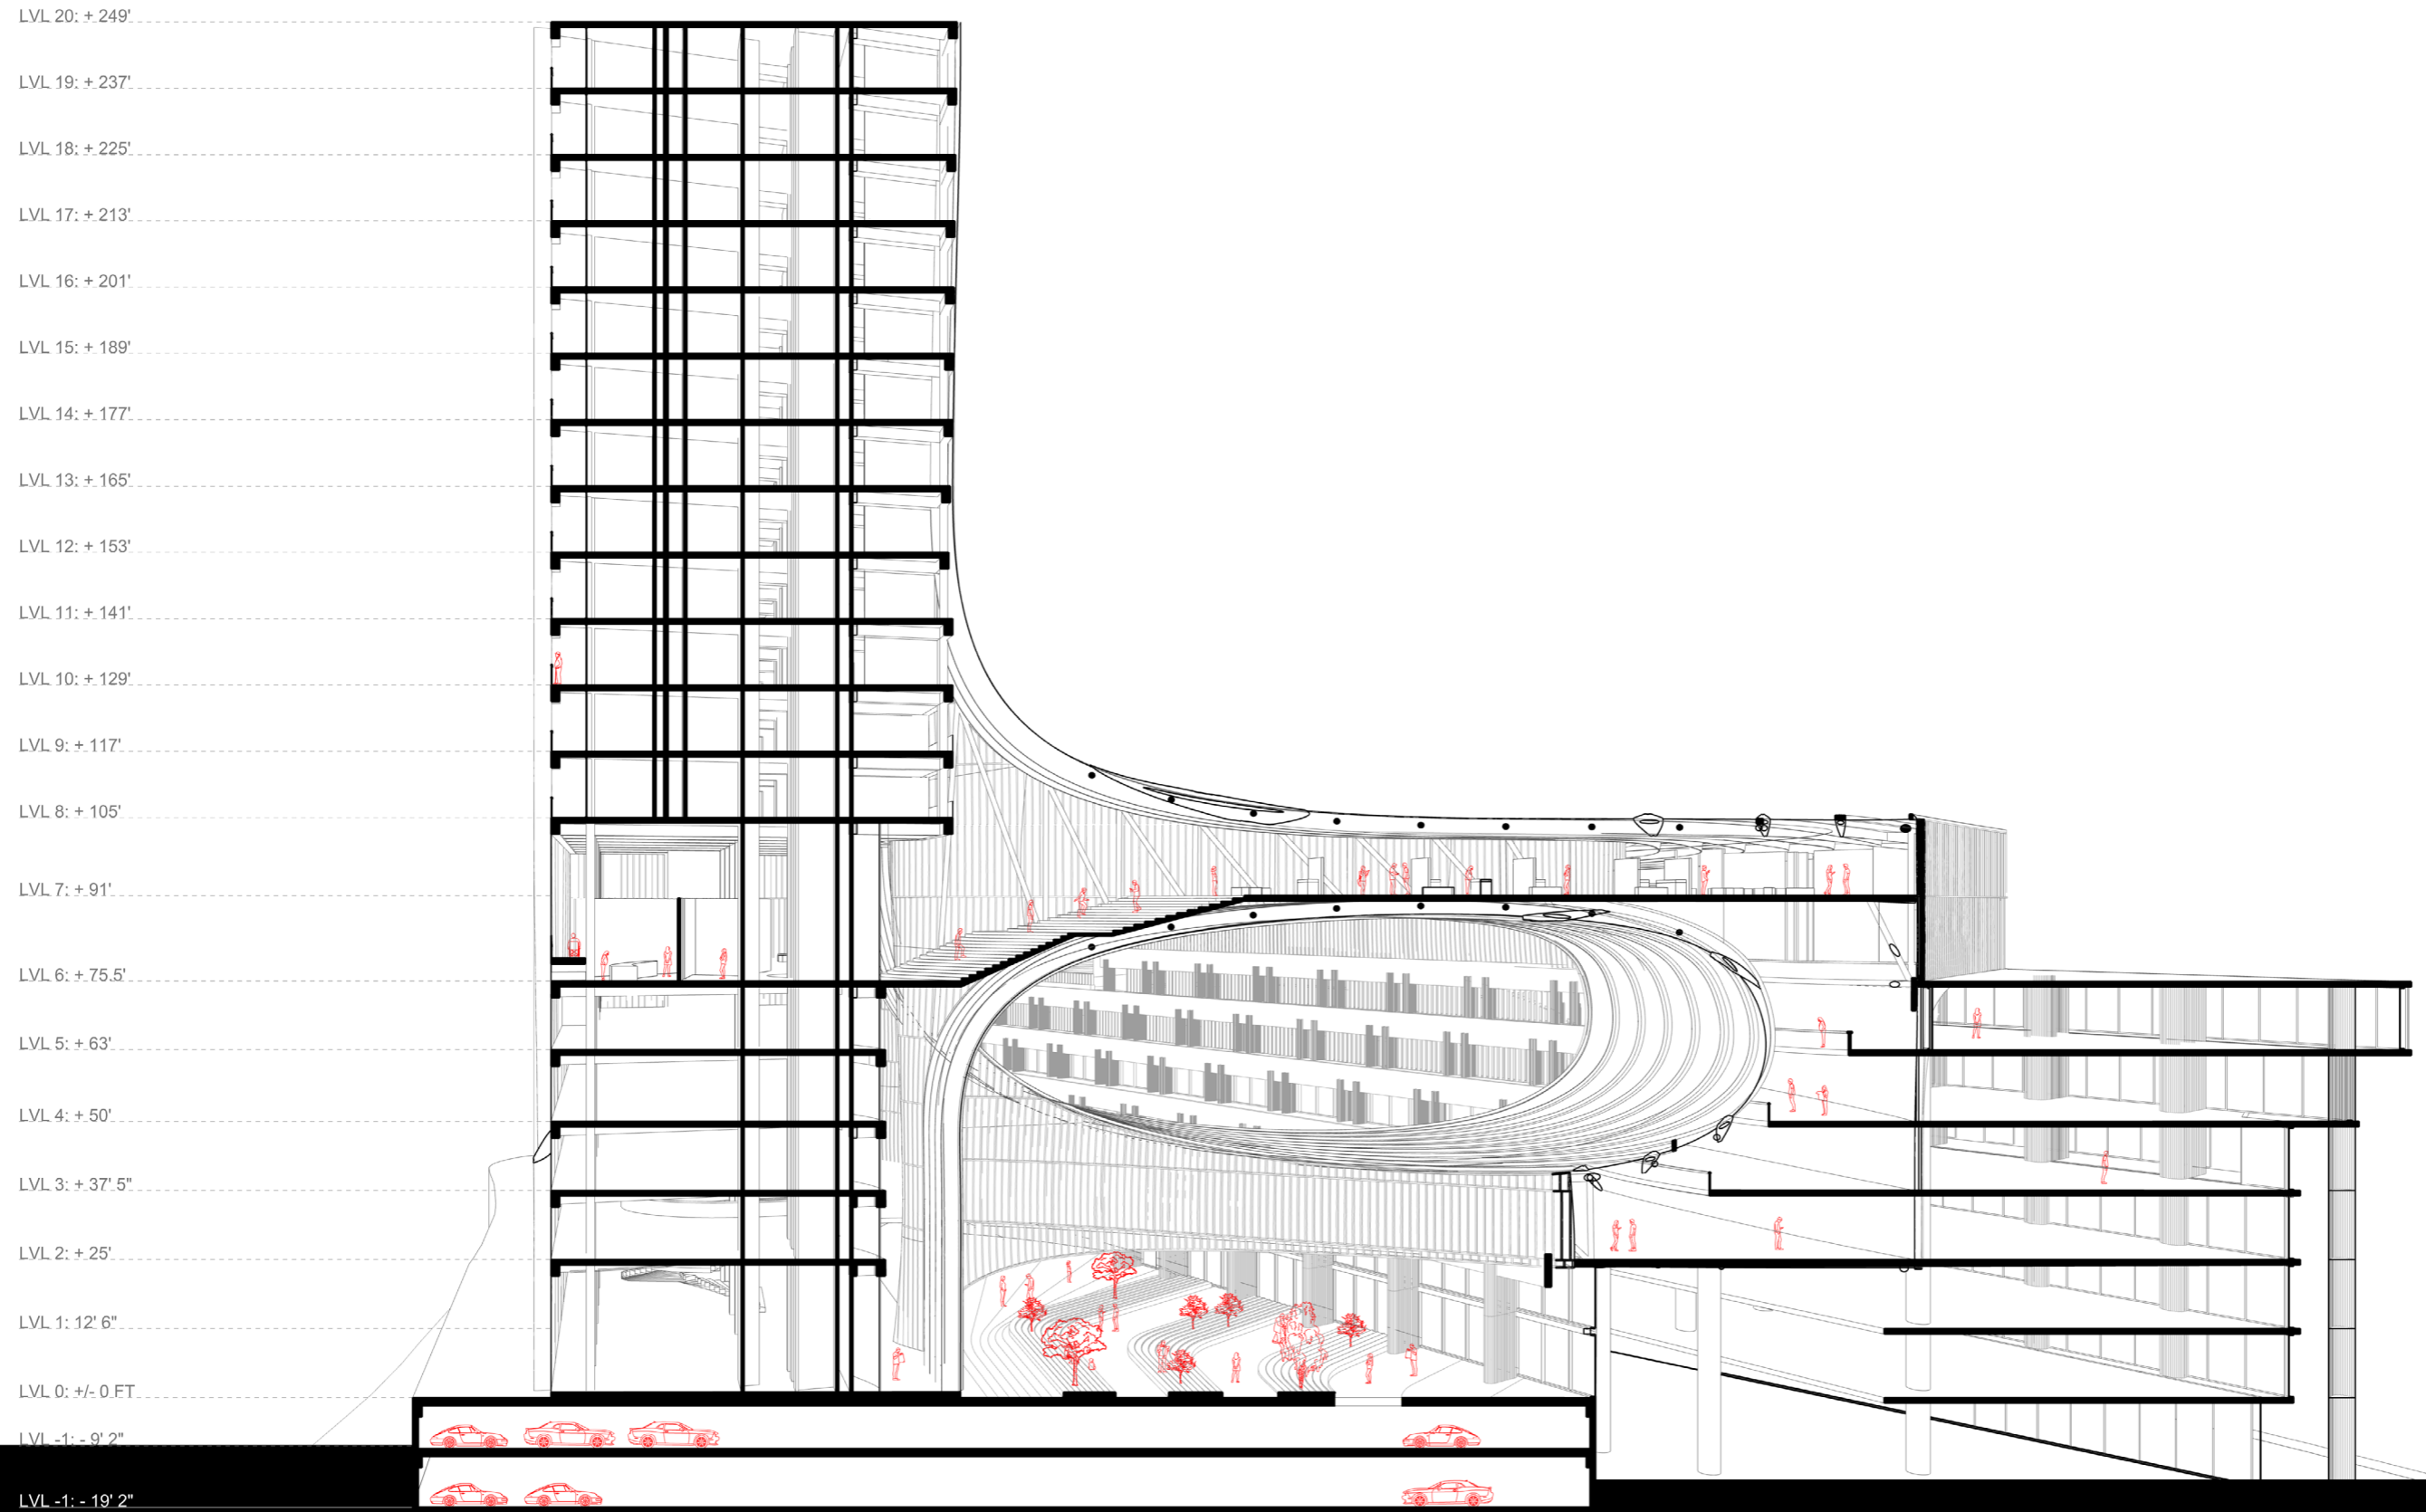 LVL 20: + 249'
LVL 19: + 237'
LVL 18: + 225'
LVL 17: + 213'
LVL 16: + 201'
LVL 15: + 189'
LVL 14: + 177'
LVL 13: + 165'
LVL 12: + 153'
LVL 11: + 141'
LVL 10: + 129'
LVL 9: + 117'
LVL 8: + 105'
LVL 7: + 91'
LVL 6: + 75.5'
LVL 5: + 63'
LVL 4: + 50'
LVL 3: + 37' 5"
LVL 2: + 25'
LVL 1: 12' 6"
LVL 0: +/- 0 FT
LVL -1: - 9' 2"
LVL -1: - 19' 2"